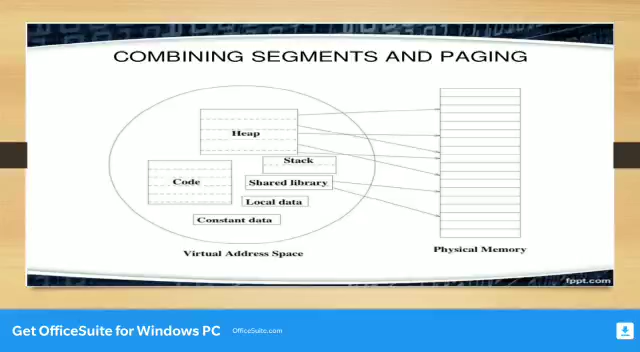 COMBINING SEGMENTS AND PAGING
Heap
Stack
Code
Shared library
Local data
Constant data
Virtual Address Space
Physical Memory
fppt.com
Get OfficeSuite for Windows PC OfficeSuite.com